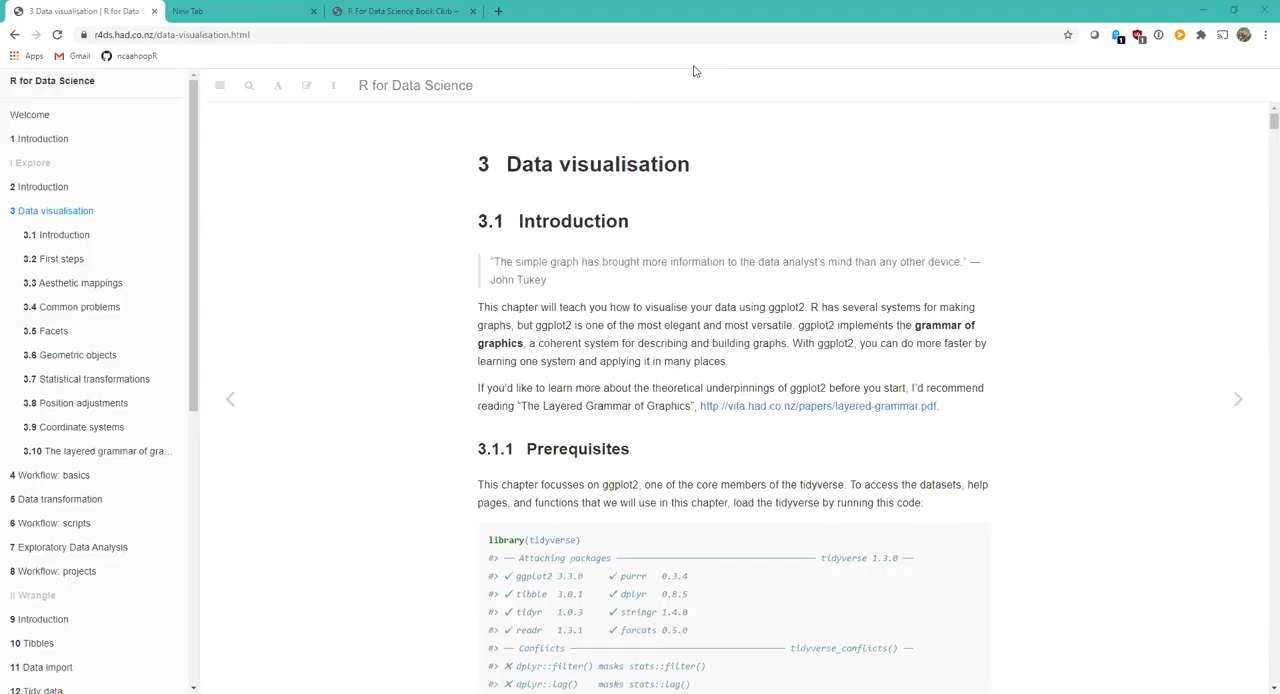 3 Data visualisation | R for Data S
New Tab
R For Data Science Book Club –
r4ds.had.co.nz/data-visualisation.html
Apps
Gmail
ncaahoopR
R for Data Science
Welcome
1 Introduction
I Explore
2 Introduction
3 Data visualisation
3.1 Introduction
3.2 First steps
3.3 Aesthetic mappings
3.4 Common problems
3.5 Facets
3.6 Geometric objects
3.7 Statistical transformations
3.8 Position adjustments
3.9 Coordinate systems
3.10 The layered grammar of gra...
4 Workflow: basics
5 Data transformation
6 Workflow: scripts
7 Exploratory Data Analysis
8 Workflow: projects
II Wrangle
9 Introduction
10 Tibbles
11 Data import
12 Tidy data
R for Data Science
3 Data visualisation
3.1 Introduction
"The simple graph has brought more information to the data analyst's mind than any other device." —
John Tukey
This chapter will teach you how to visualise your data using ggplot2. R has several systems for making
graphs, but ggplot2 is one of the most elegant and most versatile. ggplot2 implements the grammar of
graphics, a coherent system for describing and building graphs. With ggplot2, you can do more faster by
learning one system and applying it in many places.
If you'd like to learn more about the theoretical underpinnings of ggplot2 before you start, I'd recommend
reading "The Layered Grammar of Graphics", http://vita.had.co.nz/papers/layered-grammar.pdf.
3.1.1 Prerequisites
This chapter focusses on ggplot2, one of the core members of the tidyverse. To access the datasets, help
pages, and functions that we will use in this chapter, load the tidyverse by running this code:
library(tidyverse)
#> ── Attaching packages ──────────── tidyverse 1.3.0 ──
#> ✓ ggplot2 3.3.0 ✓ purrr 0.3.4
#> ✓ tibble 3.0.1 ✓ dplyr 0.8.5
#> ✓ tidyr 1.0.3 ✓ stringr 1.4.0
#> ✓ readr 1.3.1 ✓ forcats 0.5.0
#> ── Conflicts ──────────── tidyverse_conflicts() ──
#> ✗ dplyr::filter() masks stats::filter()
#> ✗ dplyr::lag() masks stats::lag()